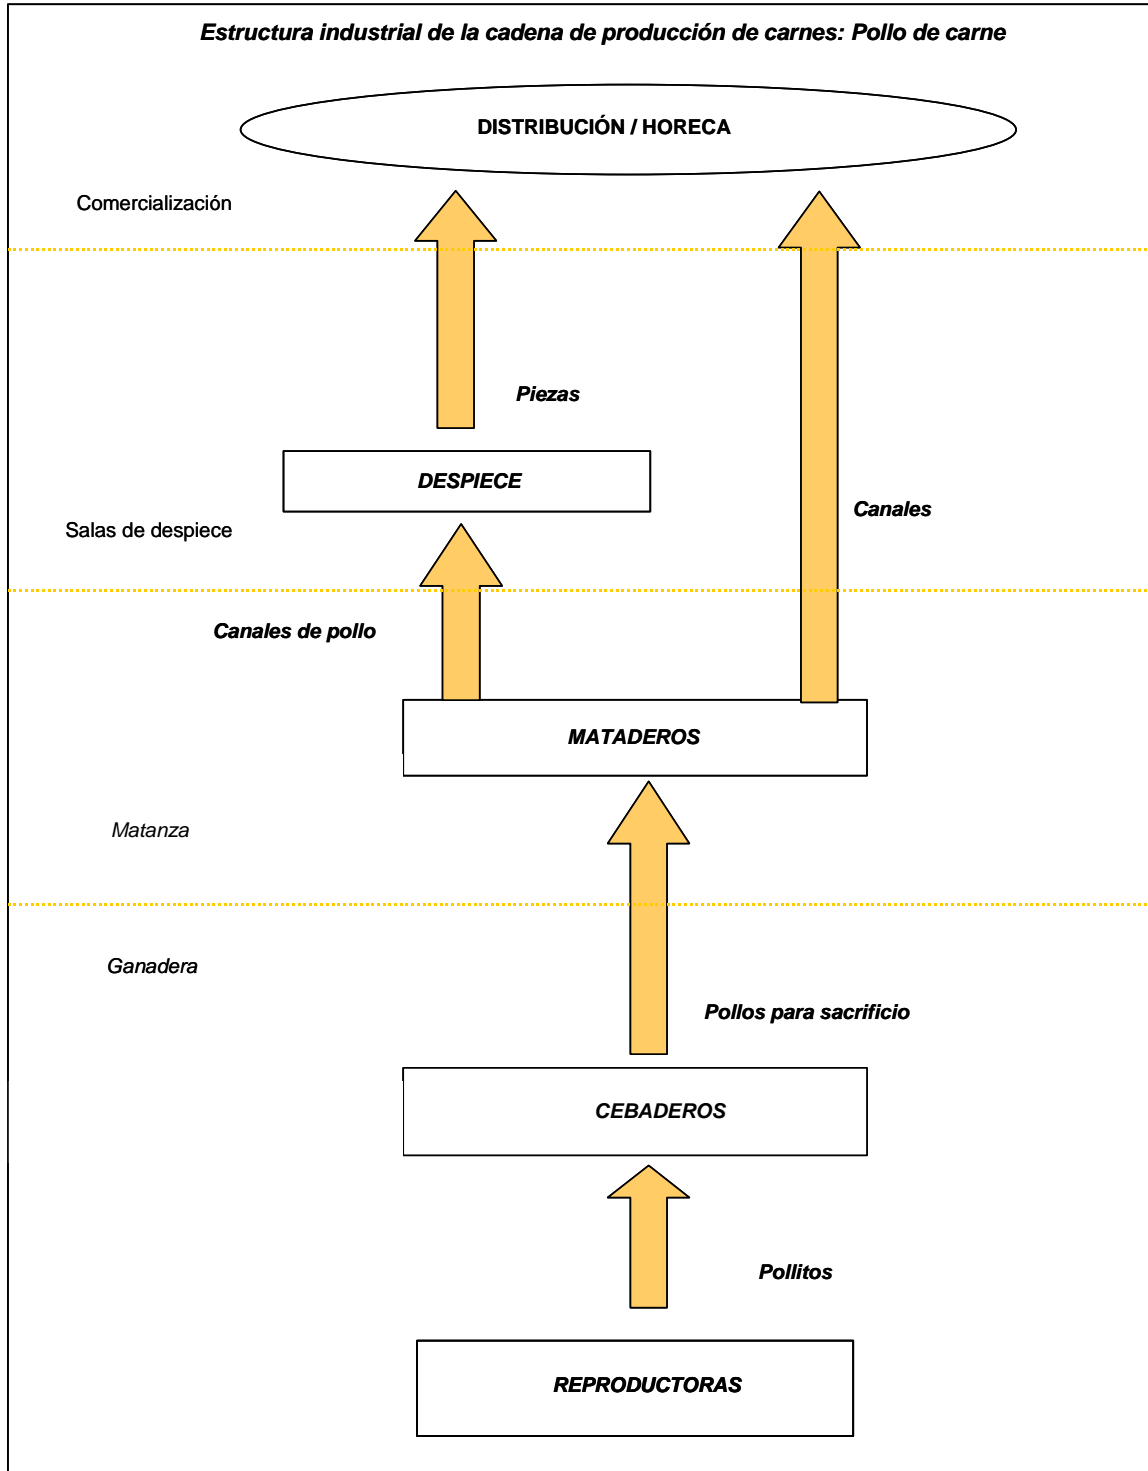 Estructura industrial de la cadena de producción de carnes: Pollo de carne
DISTRIBUCIÓN / HORECA
Comercialización
Piezas
DESPIECE
Canales
Salas de despiece
Canales de pollo
MATADEROS
Matanza
Ganadera
Pollos para sacrificio
CEBADEROS
Pollitos
REPRODUCTORAS